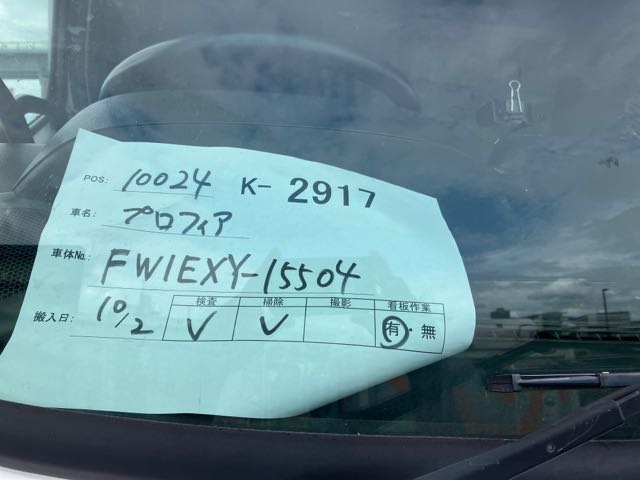 POS: 10024 K-2917
車名: プロフィア
車体No.: FW1EXY-15504
搬入日: 10/2 検査 掃除 撮影 看板作業
✓ ✓ 有・無